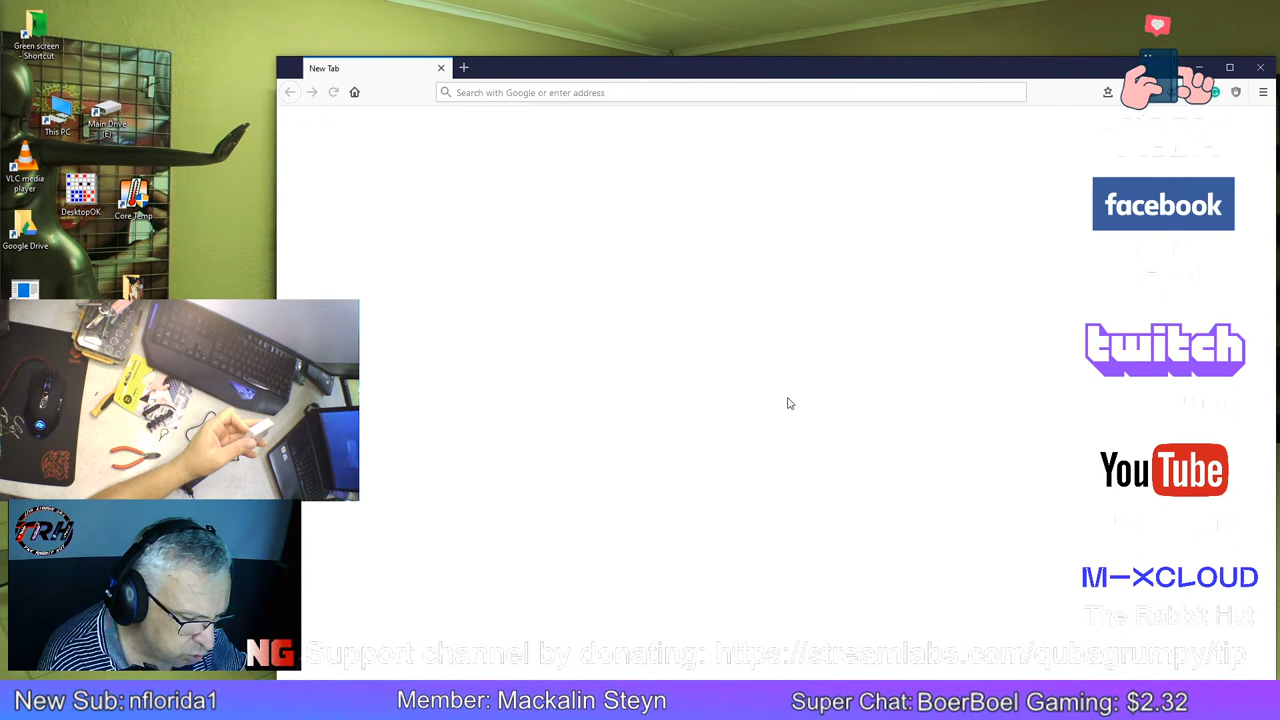 Green screen
- Shortcut
This PC
Main Drive
(E)
VLC media
player
DesktopOK
Core Temp
Google Drive
New Tab
Search with Google or enter address
facebook
twitch
YouTube
M-XCLOUD
The Rabbit Hut
TRH
NG
Support channel by donating: https://streamlabs.com/qubagrumpy/tip
New Sub: nflorida1
Member: Mackalin Steyn
Super Chat: BoerBoel Gaming: $2.32